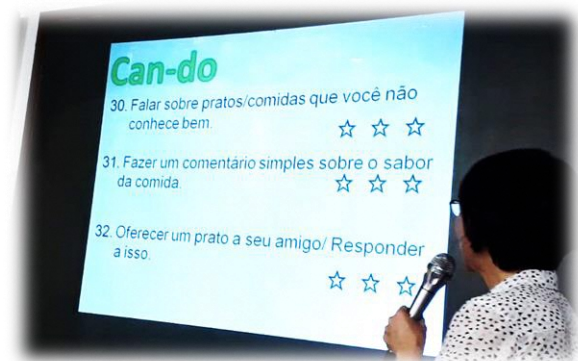 Can-do
30. Falar sobre pratos/comidas que você não
conhece bem.
31. Fazer um comentário simples sobre o sabor
da comida.
32. Oferecer um prato a seu amigo/ Responder
a isso.